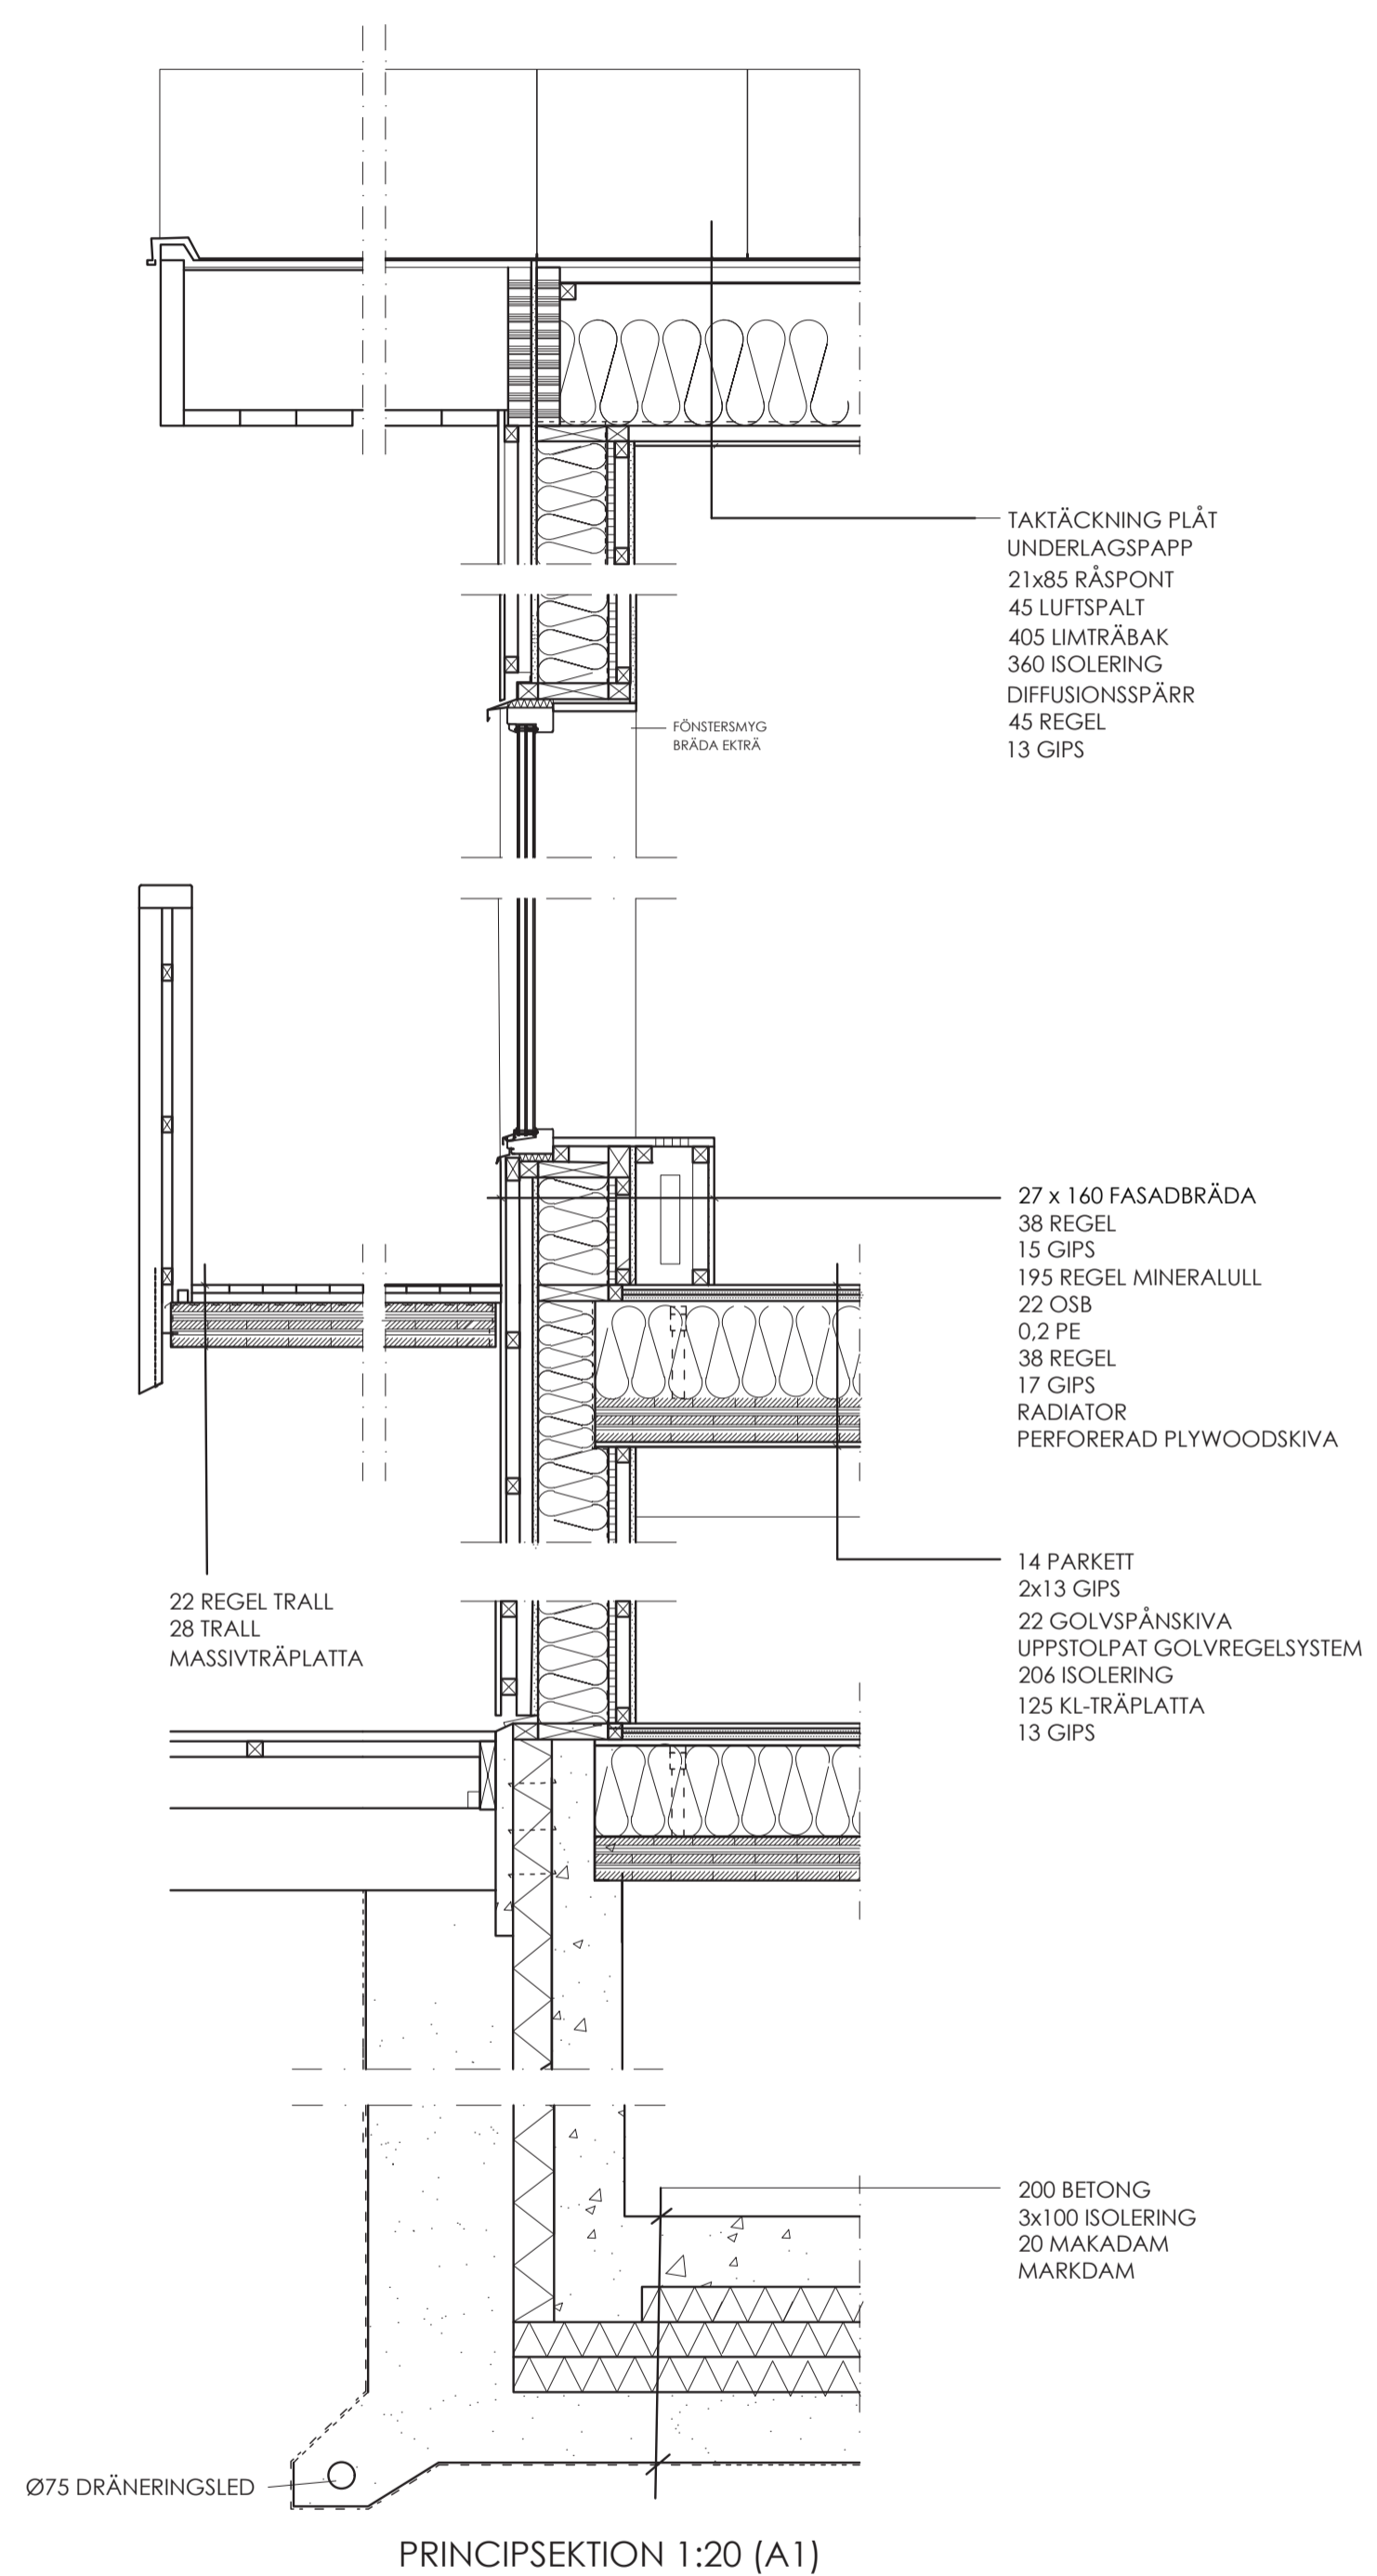 TAKTÄCKNING PLÅT
UNDERLAGSPAPP
21x85 RÅSPONT
45 LUFTSPALT
405 LIMTRÄBAK
360 ISOLERING
DIFFUSIONSSPÄRR
45 REGEL
13 GIPS
FÖNSTERSMYG
BRÄDA EKTRÄ
27 x 160 FASADBRÄDA
38 REGEL
15 GIPS
195 REGEL MINERALULL
22 OSB
0,2 PE
38 REGEL
17 GIPS
RADIATOR
PERFORERAD PLYWOODSKIVA
14 PARKETT
2x13 GIPS
22 GOLVSPÅNSKIVA
UPPSTOLPAT GOLVREGELSYSTEM
206 ISOLERING
125 KL-TRÄPLATTA
13 GIPS
22 REGEL TRALL
28 TRALL
MASSIVTRÄPLATTA
200 BETONG
3x100 ISOLERING
20 MAKADAM
MARKDAM
Ø75 DRÄNERINGSLED
PRINCIPSEKTION 1:20 (A1)